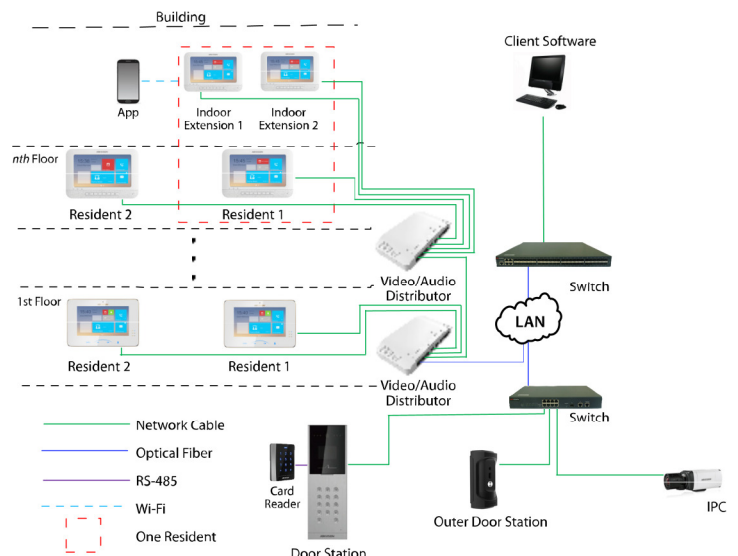 Building
Client Software
App
Indoor
Extension 1
Indoor
Extension 2
nth Floor
Resident 2
Resident 1
Video/Audio
Distributor
Switch
1st Floor
LAN
Resident 2
Resident 1
Video/Audio
Distributor
Switch
Network Cable
Optical Fiber
RS-485
Wi-Fi
One Resident
Card
Reader
Door Station
Outer Door Station
IPC